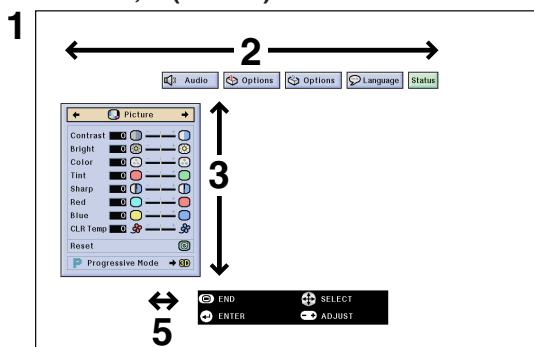 1
2
Audio Options Options Language Status
Picture
Contrast 0
Bright 0
Color 0
Tint 0
Sharp 0
Red 0
Blue 0
CLR Temp 0
Reset
P Progressive Mode 3D
3
5
END SELECT
ENTER ADJUST